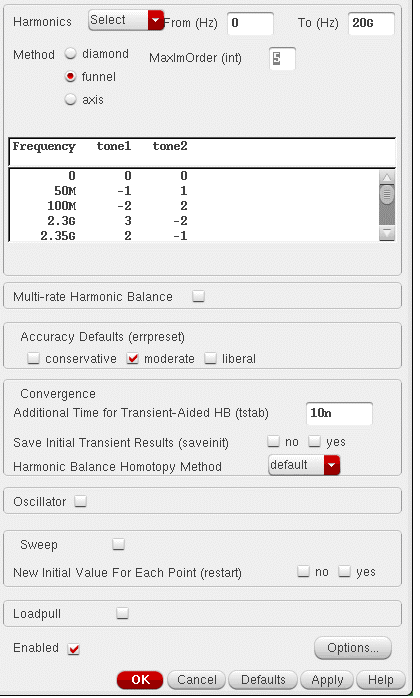 Harmonics Select From (Hz) 0 To (Hz) 20G
Method diamond MaxImOrder (int) 5
funnel
axis
Frequency tone1 tone2
0 0 0
50M -1 1
100M -2 2
2.3G 3 -2
2.35G 2 -1
Multi-rate Harmonic Balance
Accuracy Defaults (errpreset)
conservative moderate liberal
Convergence
Additional Time for Transient-Aided HB (tstab) 10n
Save Initial Transient Results (saveinit) no yes
Harmonic Balance Homotopy Method default
Oscillator
Sweep
New Initial Value For Each Point (restart) no yes
Loadpull
Enabled Options...
OK Cancel Defaults Apply Help